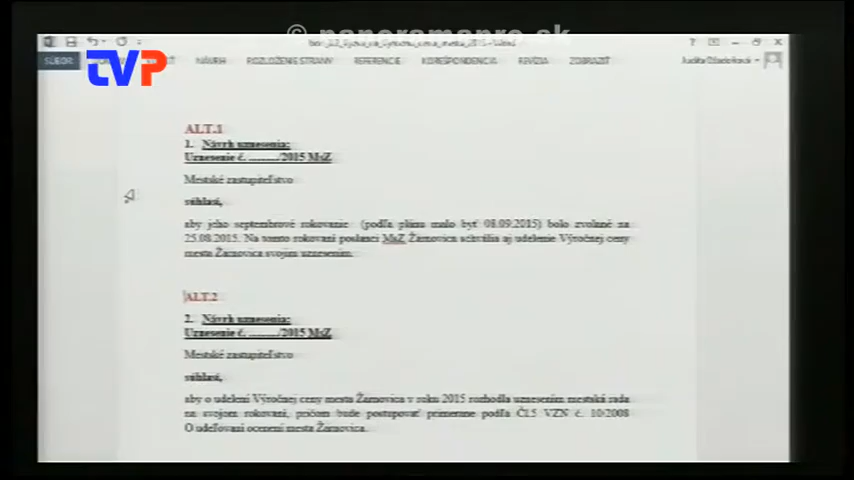 © panoramapro.sk
TVP
SÚBOR NÁVRH ROZLOŽENIE STRANY REFERENCIE KOREŠPONDENCIA REVÍZIA ZOBRAZIŤ
ALT.1
1. Návrh uznesenia:
Uznesenie č. ........../2015 MsZ
Mestské zastupiteľstvo
súhlasí,
aby jeho septembrové rokovanie (podľa plánu malo byť 08.09.2015) bolo zvolané na
25.08.2015. Na tomto rokovaní poslanci MsZ Žarnovica schvália aj udelenie Výročnej ceny
mesta Žarnovica svojím uznesením.
ALT.2
2. Návrh uznesenia:
Uznesenie č. ........../2015 MsZ
Mestské zastupiteľstvo
súhlasí,
aby o udelení Výročnej ceny mesta Žarnovica v roku 2015 rozhodla uznesením mestská rada
na svojom rokovaní, pričom bude postupovať primerane podľa Čl.5 VZN č. 10/2008
O udeľovaní ocenení mesta Žarnovica.